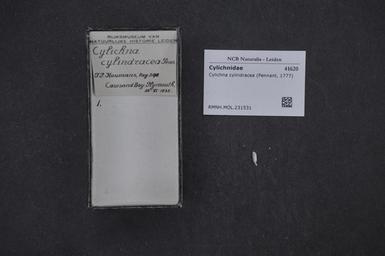 RIJKSMUSEUM VAN
NATUURLIJKE HISTORIE LEIDEN
Cylichna
cylindracea
Cawsand Bay, Plymouth
1.
NCB Naturalis - Leiden
Cylichnidae 41620
Cylichna cylindracea (Pennant, 1777)
RMNH.MOL.231531